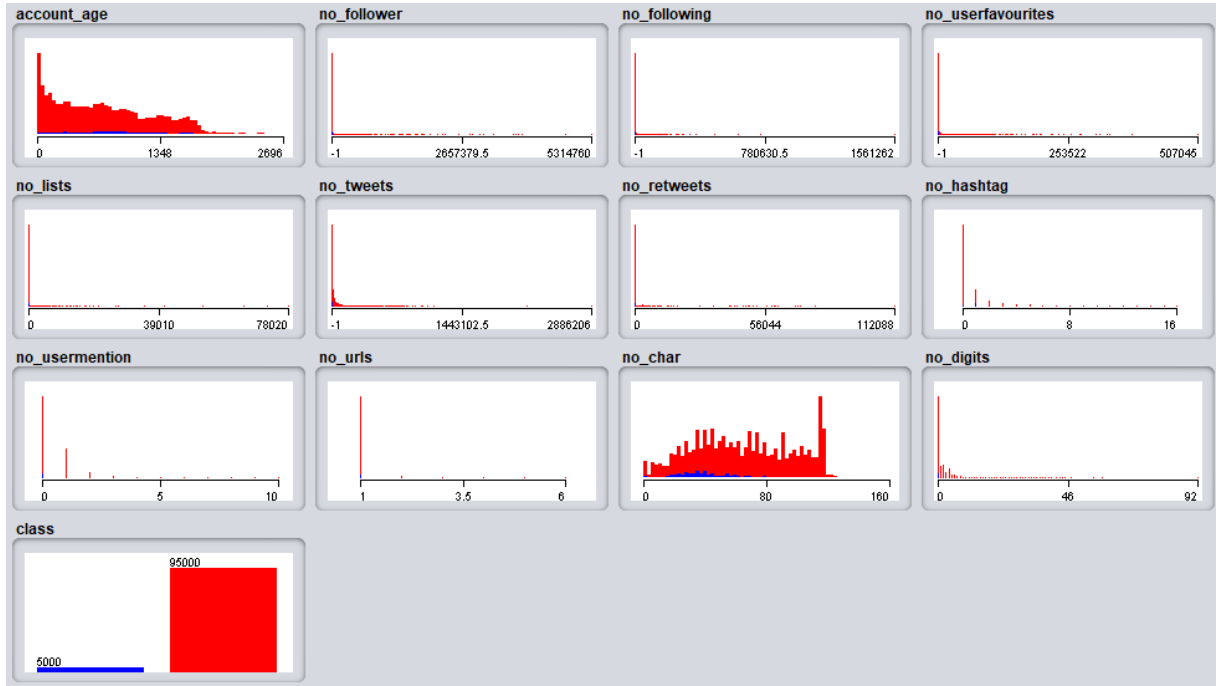 account_age no_follower no_following no_userfavourites
0 1348 2696 -1 2657379.5 5314760 -1 780630.5 1561262 -1 253522 507045
no_lists no_tweets no_retweets no_hashtag
0 39010 78020 -1 1443102.5 2886206 0 56044 112088 0 8 16
no_usermention no_urls no_char no_digits
0 5 10 1 3.5 6 0 80 160 0 46 92
class
95000
5000